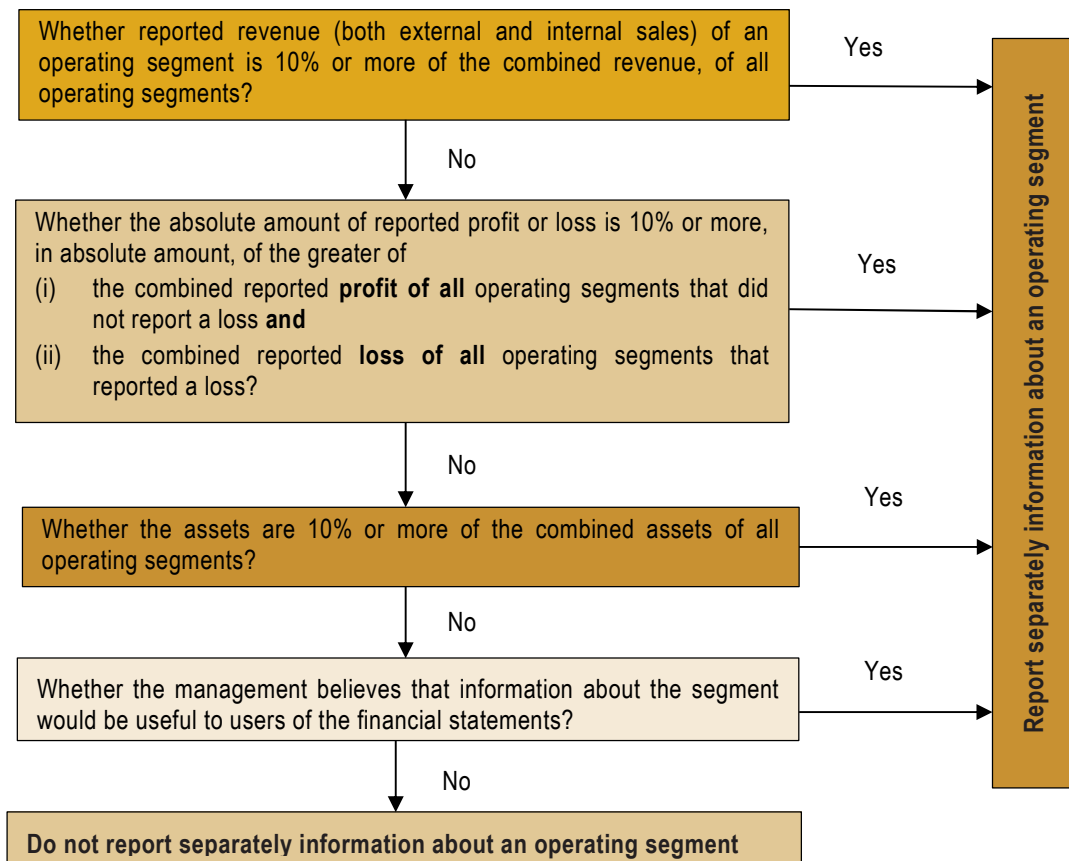 Whether reported revenue (both external and internal sales) of an
operating segment is 10% or more of the combined revenue, of all
operating segments?
Yes
No
Whether the absolute amount of reported profit or loss is 10% or more,
in absolute amount, of the greater of
(i) the combined reported profit of all operating segments that did
not report a loss and
(ii) the combined reported loss of all operating segments that
reported a loss?
Yes
No
Whether the assets are 10% or more of the combined assets of all
operating segments?
Yes
No
Whether the management believes that information about the segment
would be useful to users of the financial statements?
Yes
No
Do not report separately information about an operating segment
Report separately information about an operating segment